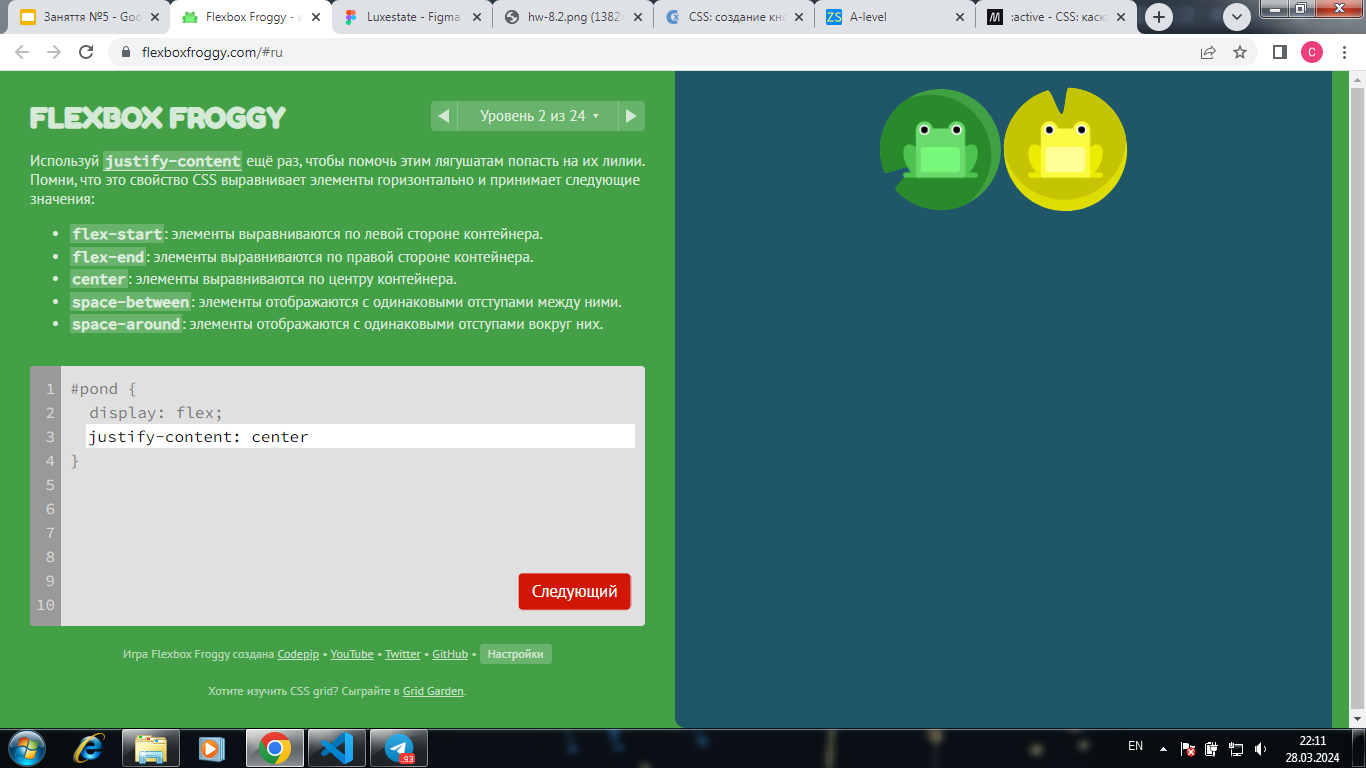 Заняття №5 - Goo
Flexbox Froggy - и
Luxestate - Figma
hw-8.2.png (1382×
CSS: создание кно
A-level
:active - CSS: каска
flexboxfroggy.com/#ru
C
FLEXBOX FROGGY
Уровень 2 из 24
Используй justify-content ещё раз, чтобы помочь этим лягушатам попасть на их лилии.
Помни, что это свойство CSS выравнивает элементы горизонтально и принимает следующие
значения:
• flex-start: элементы выравниваются по левой стороне контейнера.
• flex-end: элементы выравниваются по правой стороне контейнера.
• center: элементы выравниваются по центру контейнера.
• space-between: элементы отображаются с одинаковыми отступами между ними.
• space-around: элементы отображаются с одинаковыми отступами вокруг них.
1 #pond {
2 display: flex;
3 justify-content: center
4 }
5
6
7
8
9
10
Следующий
Игра Flexbox Froggy создана Codepip • YouTube • Twitter • GitHub • Настройки
Хотите изучить CSS grid? Сыграйте в Grid Garden.
93
EN
22:11
28.03.2024